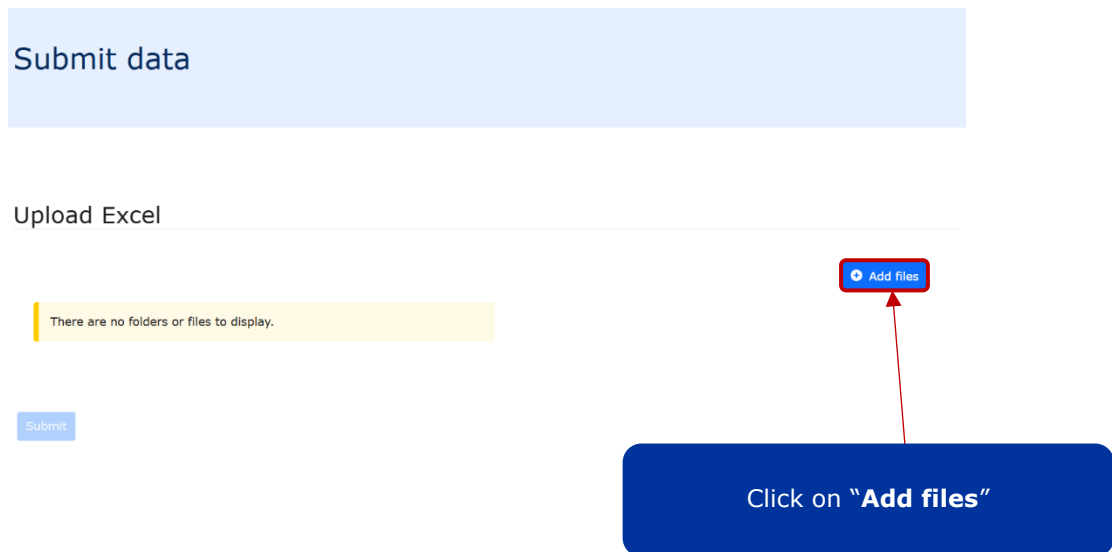 Submit data
Upload Excel
Add files
There are no folders or files to display.
Submit
Click on “Add files”